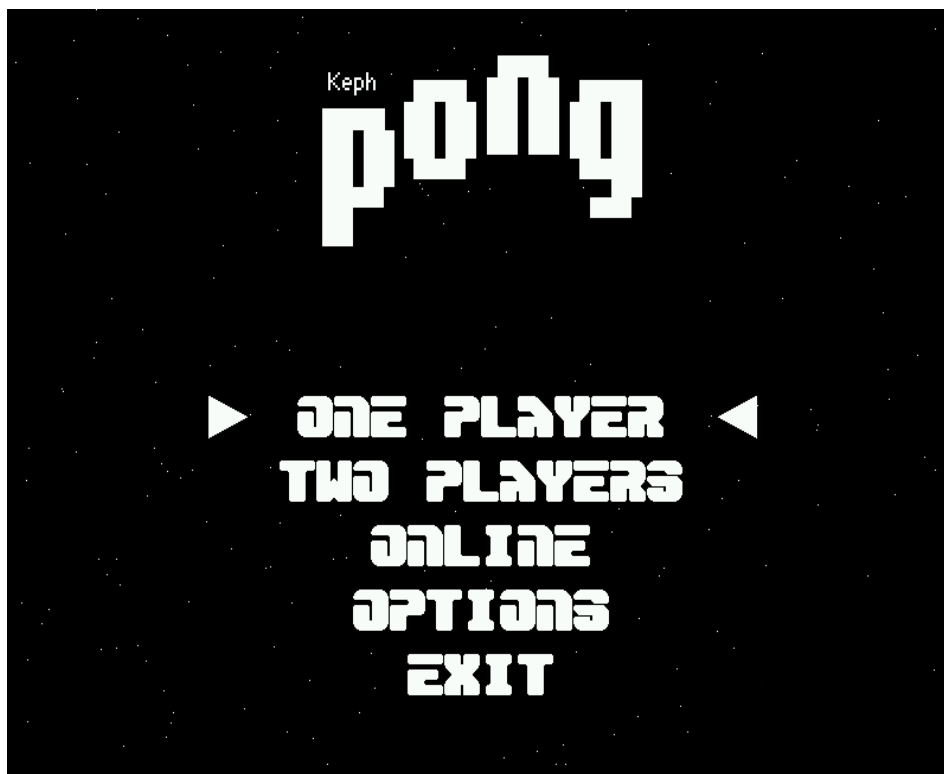 Keph
pong
ONE PLAYER
TWO PLAYERS
ONLINE
OPTIONS
EXIT